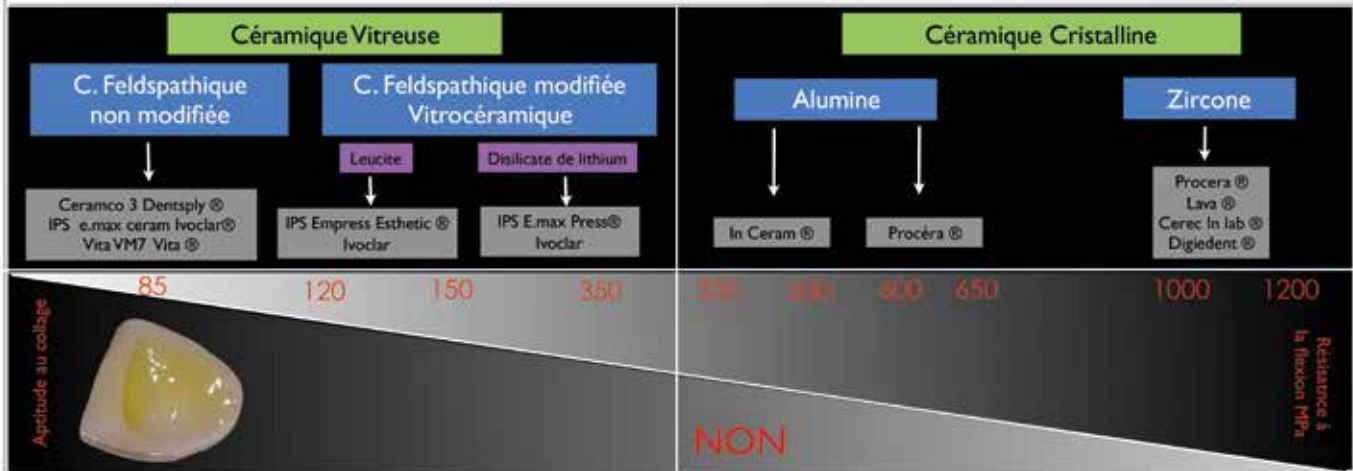 Céramique Vitreuse
Céramique Cristalline
C. Feldspathique
non modifiée
C. Feldspathique modifiée
Vitrocéramique
Alumine
Zircone
Leucite
Disilicate de lithium
Ceramco 3 Dentsply ®
IPS e.max ceram Ivoclar®
Vita VM7 Vita ®
IPS Empress Esthetic ®
Ivoclar
IPS E.max Press®
Ivoclar
In Ceram ®
Procéra ®
Procera ®
Lava ®
Cerec In lab ®
Digiedent ®
85
120
150
350
600
650
1000
1200
Aptitude au collage
Résisatnce à
la flexion MPa
NON